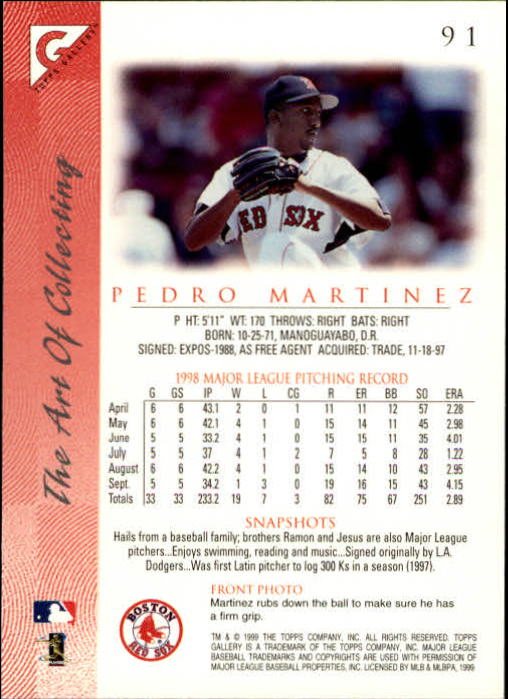 91
G
TOPPS GALLERY
The Art Of Collecting
RED SOX
PEDRO MARTINEZ
P HT: 5'11" WT: 170 THROWS: RIGHT BATS: RIGHT
BORN: 10-25-71, MANOGUAYABO, D.R.
SIGNED: EXPOS-1988, AS FREE AGENT ACQUIRED: TRADE, 11-18-97
1998 MAJOR LEAGUE PITCHING RECORD
G GS IP W L CG R ER BB SO ERA
April 6 6 43.1 2 0 1 11 11 12 57 2.28
May 6 6 42.1 4 1 0 15 14 11 45 2.98
June 5 5 33.2 4 1 0 15 15 11 35 4.01
July 5 5 37 4 1 2 7 5 8 28 1.22
August 6 6 42.2 4 1 0 15 14 10 43 2.95
Sept. 5 5 34.2 1 3 0 19 16 15 43 4.15
Totals 33 33 233.2 19 7 3 82 75 67 251 2.89
SNAPSHOTS
Hails from a baseball family; brothers Ramon and Jesus are also Major League
pitchers...Enjoys swimming, reading and music...Signed originally by L.A.
Dodgers...Was first Latin pitcher to log 300 Ks in a season (1997).
FRONT PHOTO
Martinez rubs down the ball to make sure he has
a firm grip.
BOSTON
RED SOX
TM & © 1999 THE TOPPS COMPANY, INC. ALL RIGHTS RESERVED. TOPPS
GALLERY IS A TRADEMARK OF THE TOPPS COMPANY, INC. MAJOR LEAGUE
BASEBALL TRADEMARKS AND COPYRIGHTS ARE USED WITH PERMISSION OF
MAJOR LEAGUE BASEBALL PROPERTIES, INC. LICENSED BY MLB & MLBPA, 1999